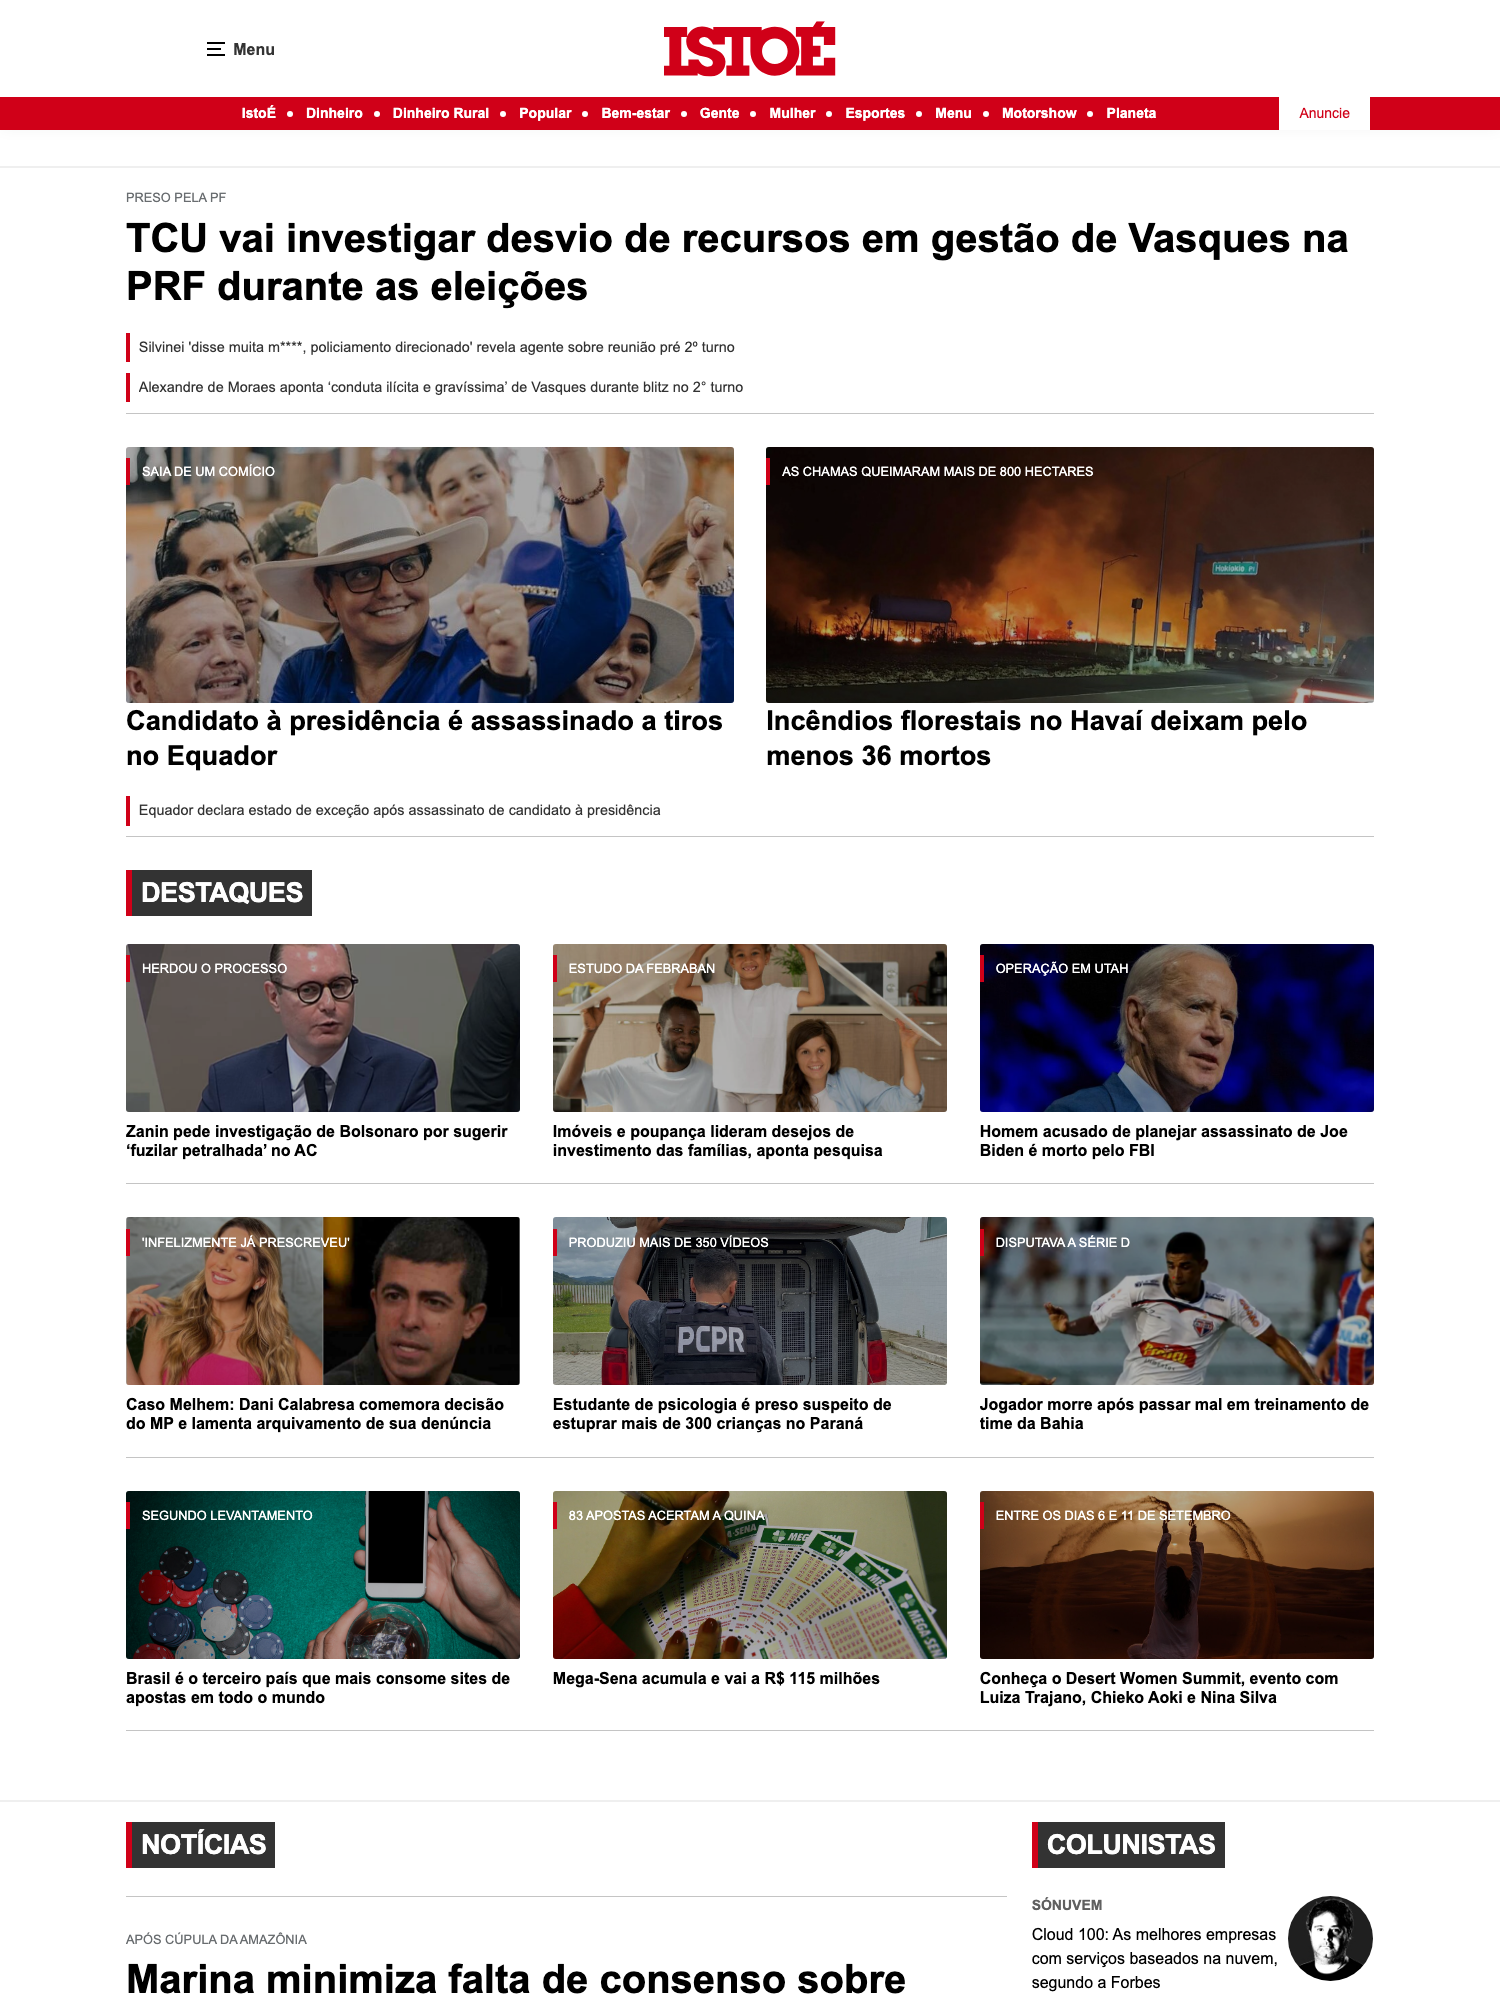 Menu
ISTOÉ
IstoÉ • Dinheiro • Dinheiro Rural • Popular • Bem-estar • Gente • Mulher • Esportes • Menu • Motorshow • Planeta
Anuncie
PRESO PELA PF
TCU vai investigar desvio de recursos em gestão de Vasques na
PRF durante as eleições
Silvinei 'disse muita m****, policiamento direcionado' revela agente sobre reunião pré 2º turno
Alexandre de Moraes aponta ‘conduta ilícita e gravíssima’ de Vasques durante blitz no 2° turno
SAIA DE UM COMÍCIO
25
Candidato à presidência é assassinado a tiros
no Equador
AS CHAMAS QUEIMARAM MAIS DE 800 HECTARES
Hokiokio Pl
Incêndios florestais no Havaí deixam pelo
menos 36 mortos
Equador declara estado de exceção após assassinato de candidato à presidência
DESTAQUES
HERDOU O PROCESSO
Zanin pede investigação de Bolsonaro por sugerir
‘fuzilar petralhada’ no AC
ESTUDO DA FEBRABAN
Imóveis e poupança lideram desejos de
investimento das famílias, aponta pesquisa
OPERAÇÃO EM UTAH
Homem acusado de planejar assassinato de Joe
Biden é morto pelo FBI
'INFELIZMENTE JÁ PRESCREVEU'
Caso Melhem: Dani Calabresa comemora decisão
do MP e lamenta arquivamento de sua denúncia
PRODUZIU MAIS DE 350 VÍDEOS
PCPR
Estudante de psicologia é preso suspeito de
estuprar mais de 300 crianças no Paraná
DISPUTAVA A SÉRIE D
Jogador morre após passar mal em treinamento de
time da Bahia
SEGUNDO LEVANTAMENTO
Brasil é o terceiro país que mais consome sites de
apostas em todo o mundo
83 APOSTAS ACERTAM A QUINA
MEGA-SENA
Mega-Sena acumula e vai a R$ 115 milhões
ENTRE OS DIAS 6 E 11 DE SETEMBRO
Conheça o Desert Women Summit, evento com
Luiza Trajano, Chieko Aoki e Nina Silva
NOTÍCIAS
APÓS CÚPULA DA AMAZÔNIA
Marina minimiza falta de consenso sobre
COLUNISTAS
SÓNUVEM
Cloud 100: As melhores empresas
com serviços baseados na nuvem,
segundo a Forbes